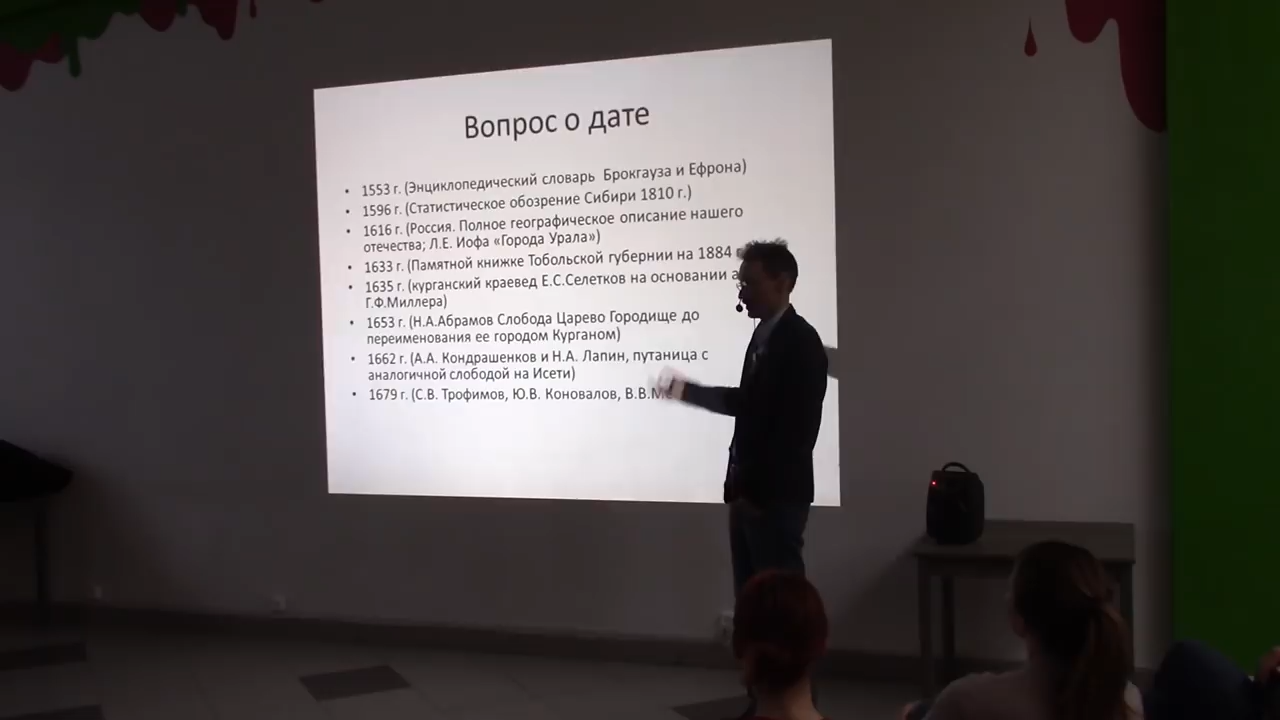 Вопрос о дате
• 1553 г. (Энциклопедический словарь Брокгауза и Ефрона)
• 1596 г. (Статистическое обозрение Сибири 1810 г.)
• 1616 г. (Россия. Полное географическое описание нашего
отечества; Л.Е. Иофа «Города Урала»)
• 1633 г. (Памятной книжке Тобольской губернии на 1884
• 1635 г. (курганский краевед Е.С.Селетков на основании
Г.Ф.Миллера)
• 1653 г. (Н.А.Абрамов Слобода Царево Городище до
переименования ее городом Курганом)
• 1662 г. (А.А. Кондрашенков и Н.А. Лапин, путаница с
аналогичной слободой на Исети)
• 1679 г. (С.В. Трофимов, Ю.В. Коновалов, В.В.